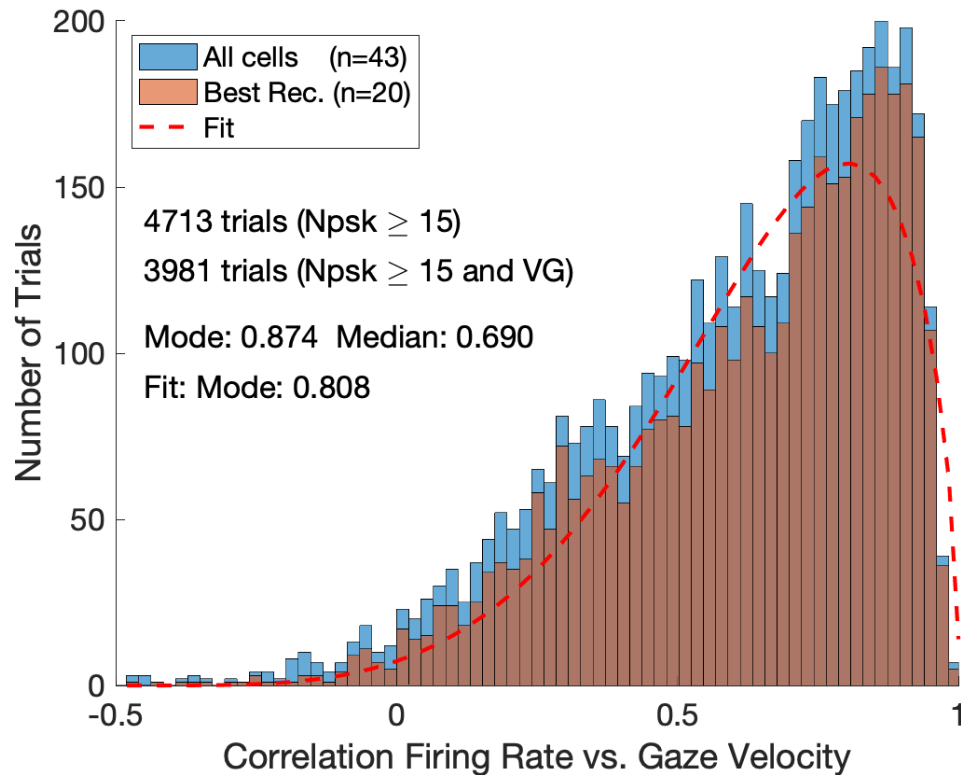 200
150
100
50
0
Number of Trials
All cells (n=43)
Best Rec. (n=20)
Fit
4713 trials (Npsk ≥ 15)
3981 trials (Npsk ≥ 15 and VG)
Mode: 0.874 Median: 0.690
Fit: Mode: 0.808
-0.5 0 0.5 1
Correlation Firing Rate vs. Gaze Velocity